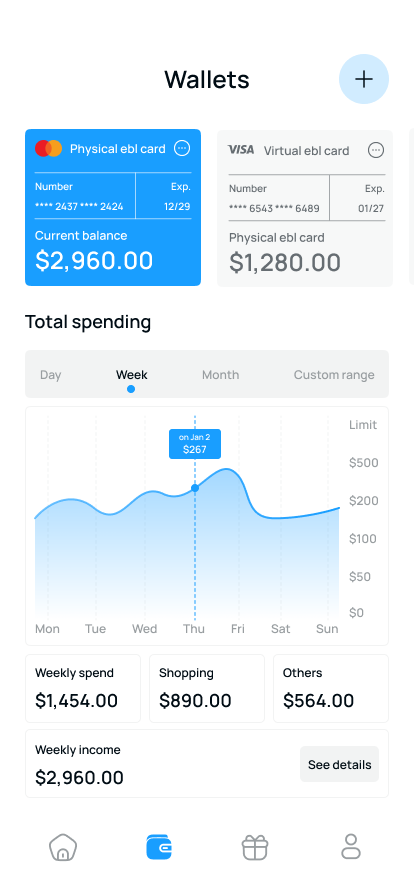 Wallets
Physical ebl card
Number Exp.
**** 2437 **** 2424 12/29
Current balance
$2,960.00
VISA Virtual ebl card
Number Exp.
**** 6543 **** 6489 01/27
Physical ebl card
$1,280.00
Total spending
Day Week Month Custom range
on Jan 2
$267
Limit
$500
$200
$100
$50
$0
Mon Tue Wed Thu Fri Sat Sun
Weekly spend
$1,454.00
Shopping
$890.00
Others
$564.00
Weekly income
$2,960.00
See details